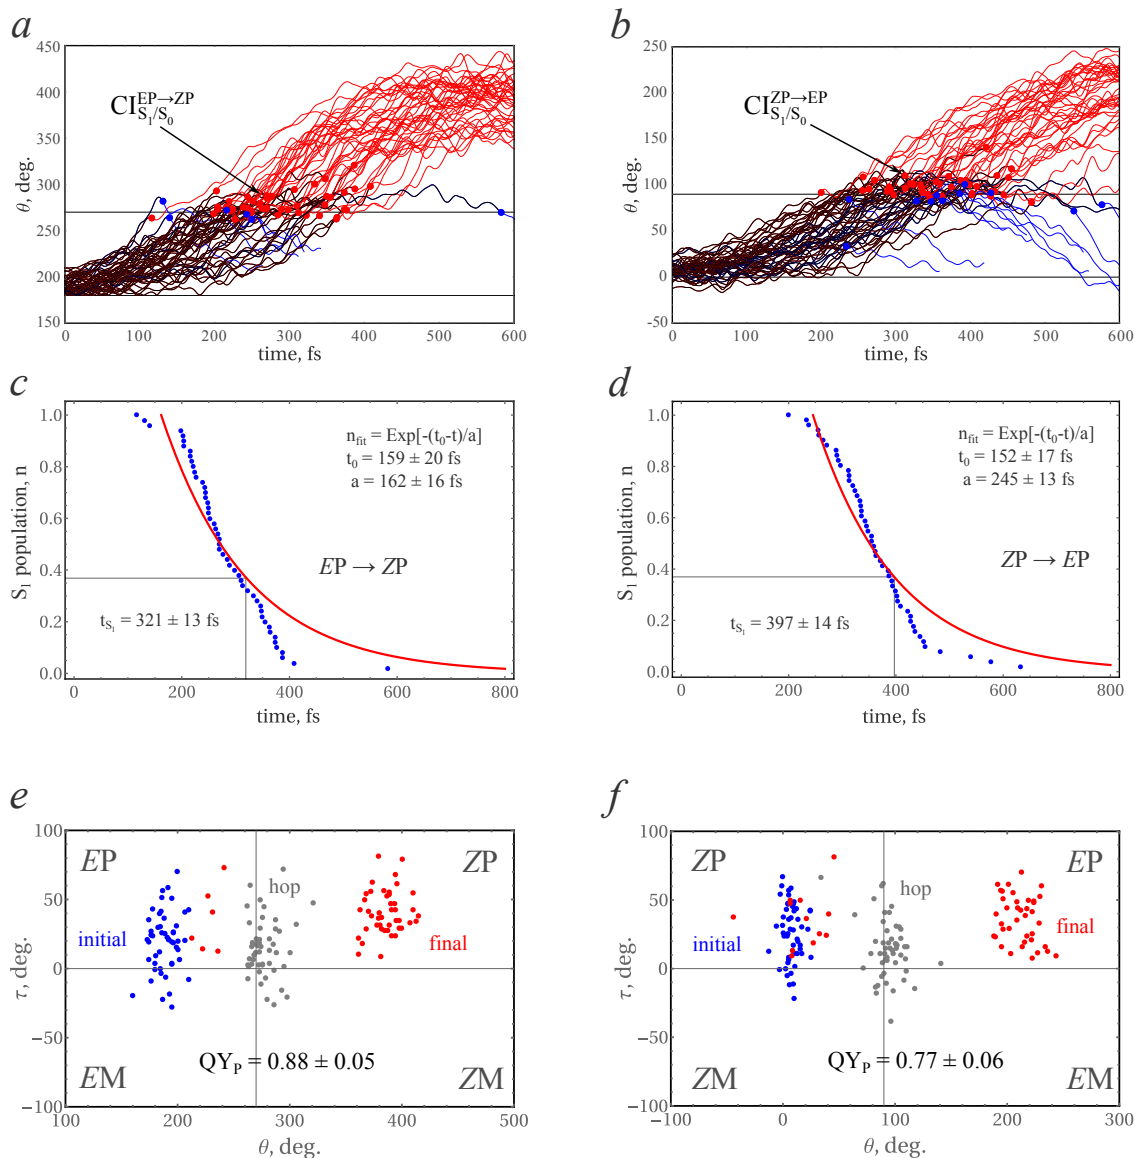 a
450
400
350
300
250
200
150
0
100
200
300
400
500
600
θ, deg.
time, fs
CI EP→ZP S₁/S₀
b
250
200
150
100
50
0
-50
0
100
200
300
400
500
600
θ, deg.
time, fs
CI ZP→EP S₁/S₀
c
1.0
0.8
0.6
0.4
0.2
0.0
0
200
400
600
800
S₁ population, n
time, fs
n_fit = Exp[-(t₀-t)/a]
t₀ = 159 ± 20 fs
a = 162 ± 16 fs
EP → ZP
t_S₁ = 321 ± 13 fs
d
1.0
0.8
0.6
0.4
0.2
0.0
0
200
400
600
800
S₁ population, n
time, fs
n_fit = Exp[-(t₀-t)/a]
t₀ = 152 ± 17 fs
a = 245 ± 13 fs
ZP → EP
t_S₁ = 397 ± 14 fs
e
100
50
0
−50
−100
100
200
300
400
500
τ, deg.
θ, deg.
EP
ZP
hop
initial
final
QY_P = 0.88 ± 0.05
EM
ZM
f
100
50
0
−50
−100
−100
0
100
200
300
τ, deg.
θ, deg.
ZP
EP
hop
initial
final
QY_P = 0.77 ± 0.06
ZM
EM